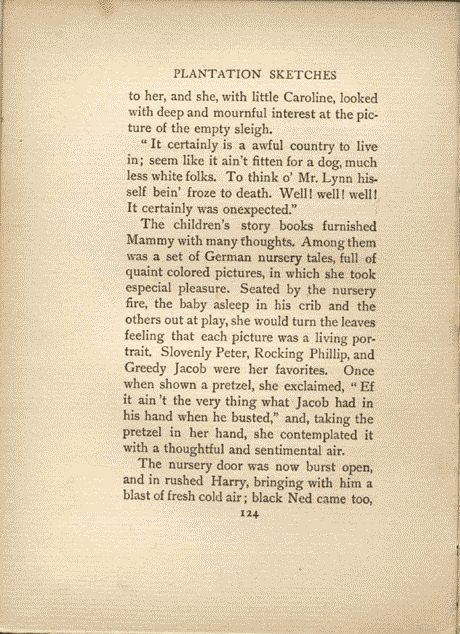 PLANTATION SKETCHES
to her, and she, with little Caroline, looked
with deep and mournful interest at the pic-
ture of the empty sleigh.
“ It certainly is a awful country to live
in; seem like it ain't fitten for a dog, much
less white folks. To think o' Mr. Lynn his-
self bein' froze to death. Well! well! well!
It certainly was onexpected.”
The children's story books furnished
Mammy with many thoughts. Among them
was a set of German nursery tales, full of
quaint colored pictures, in which she took
especial pleasure. Seated by the nursery
fire, the baby asleep in his crib and the
others out at play, she would turn the leaves
feeling that each picture was a living por-
trait. Slovenly Peter, Rocking Phillip, and
Greedy Jacob were her favorites. Once
when shown a pretzel, she exclaimed, “ Ef
it ain 't the very thing what Jacob had in
his hand when he busted,” and, taking the
pretzel in her hand, she contemplated it
with a thoughtful and sentimental air.
The nursery door was now burst open,
and in rushed Harry, bringing with him a
blast of fresh cold air; black Ned came too,
124